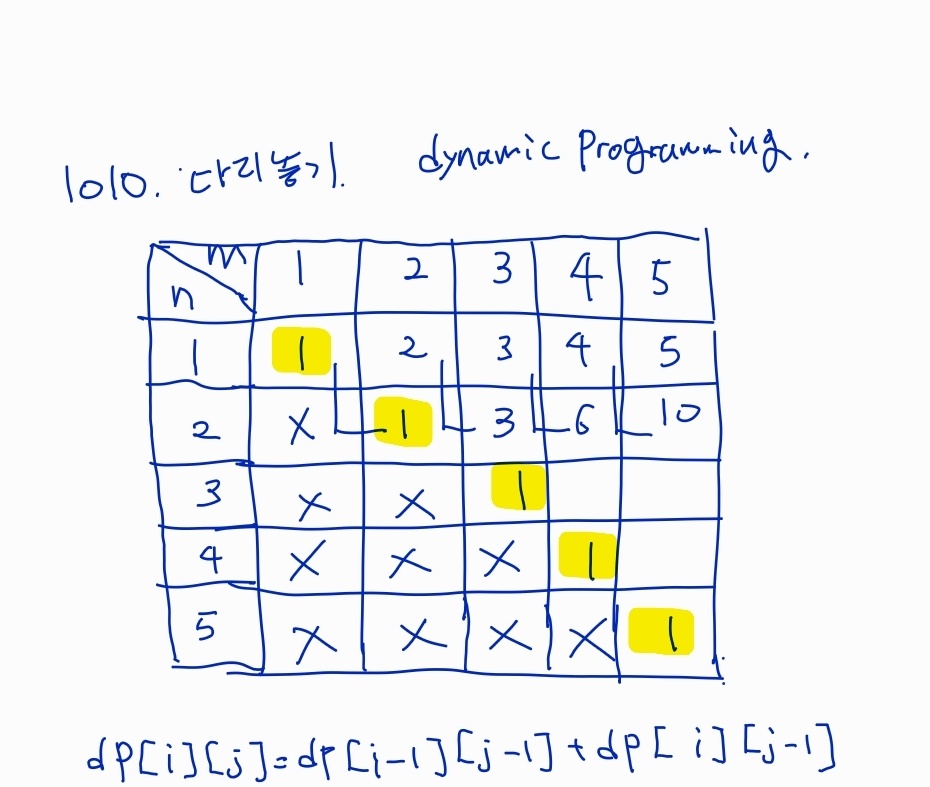 1010. 다리놓기. dynamic Programming.
m n 1 2 3 4 5
1 1 2 3 4 5
2 X 1 3 6 10
3 X X 1
4 X X X 1
5 X X X X 1
dp[i][j]=dp[i-1][j-1]+dp[i][j-1]